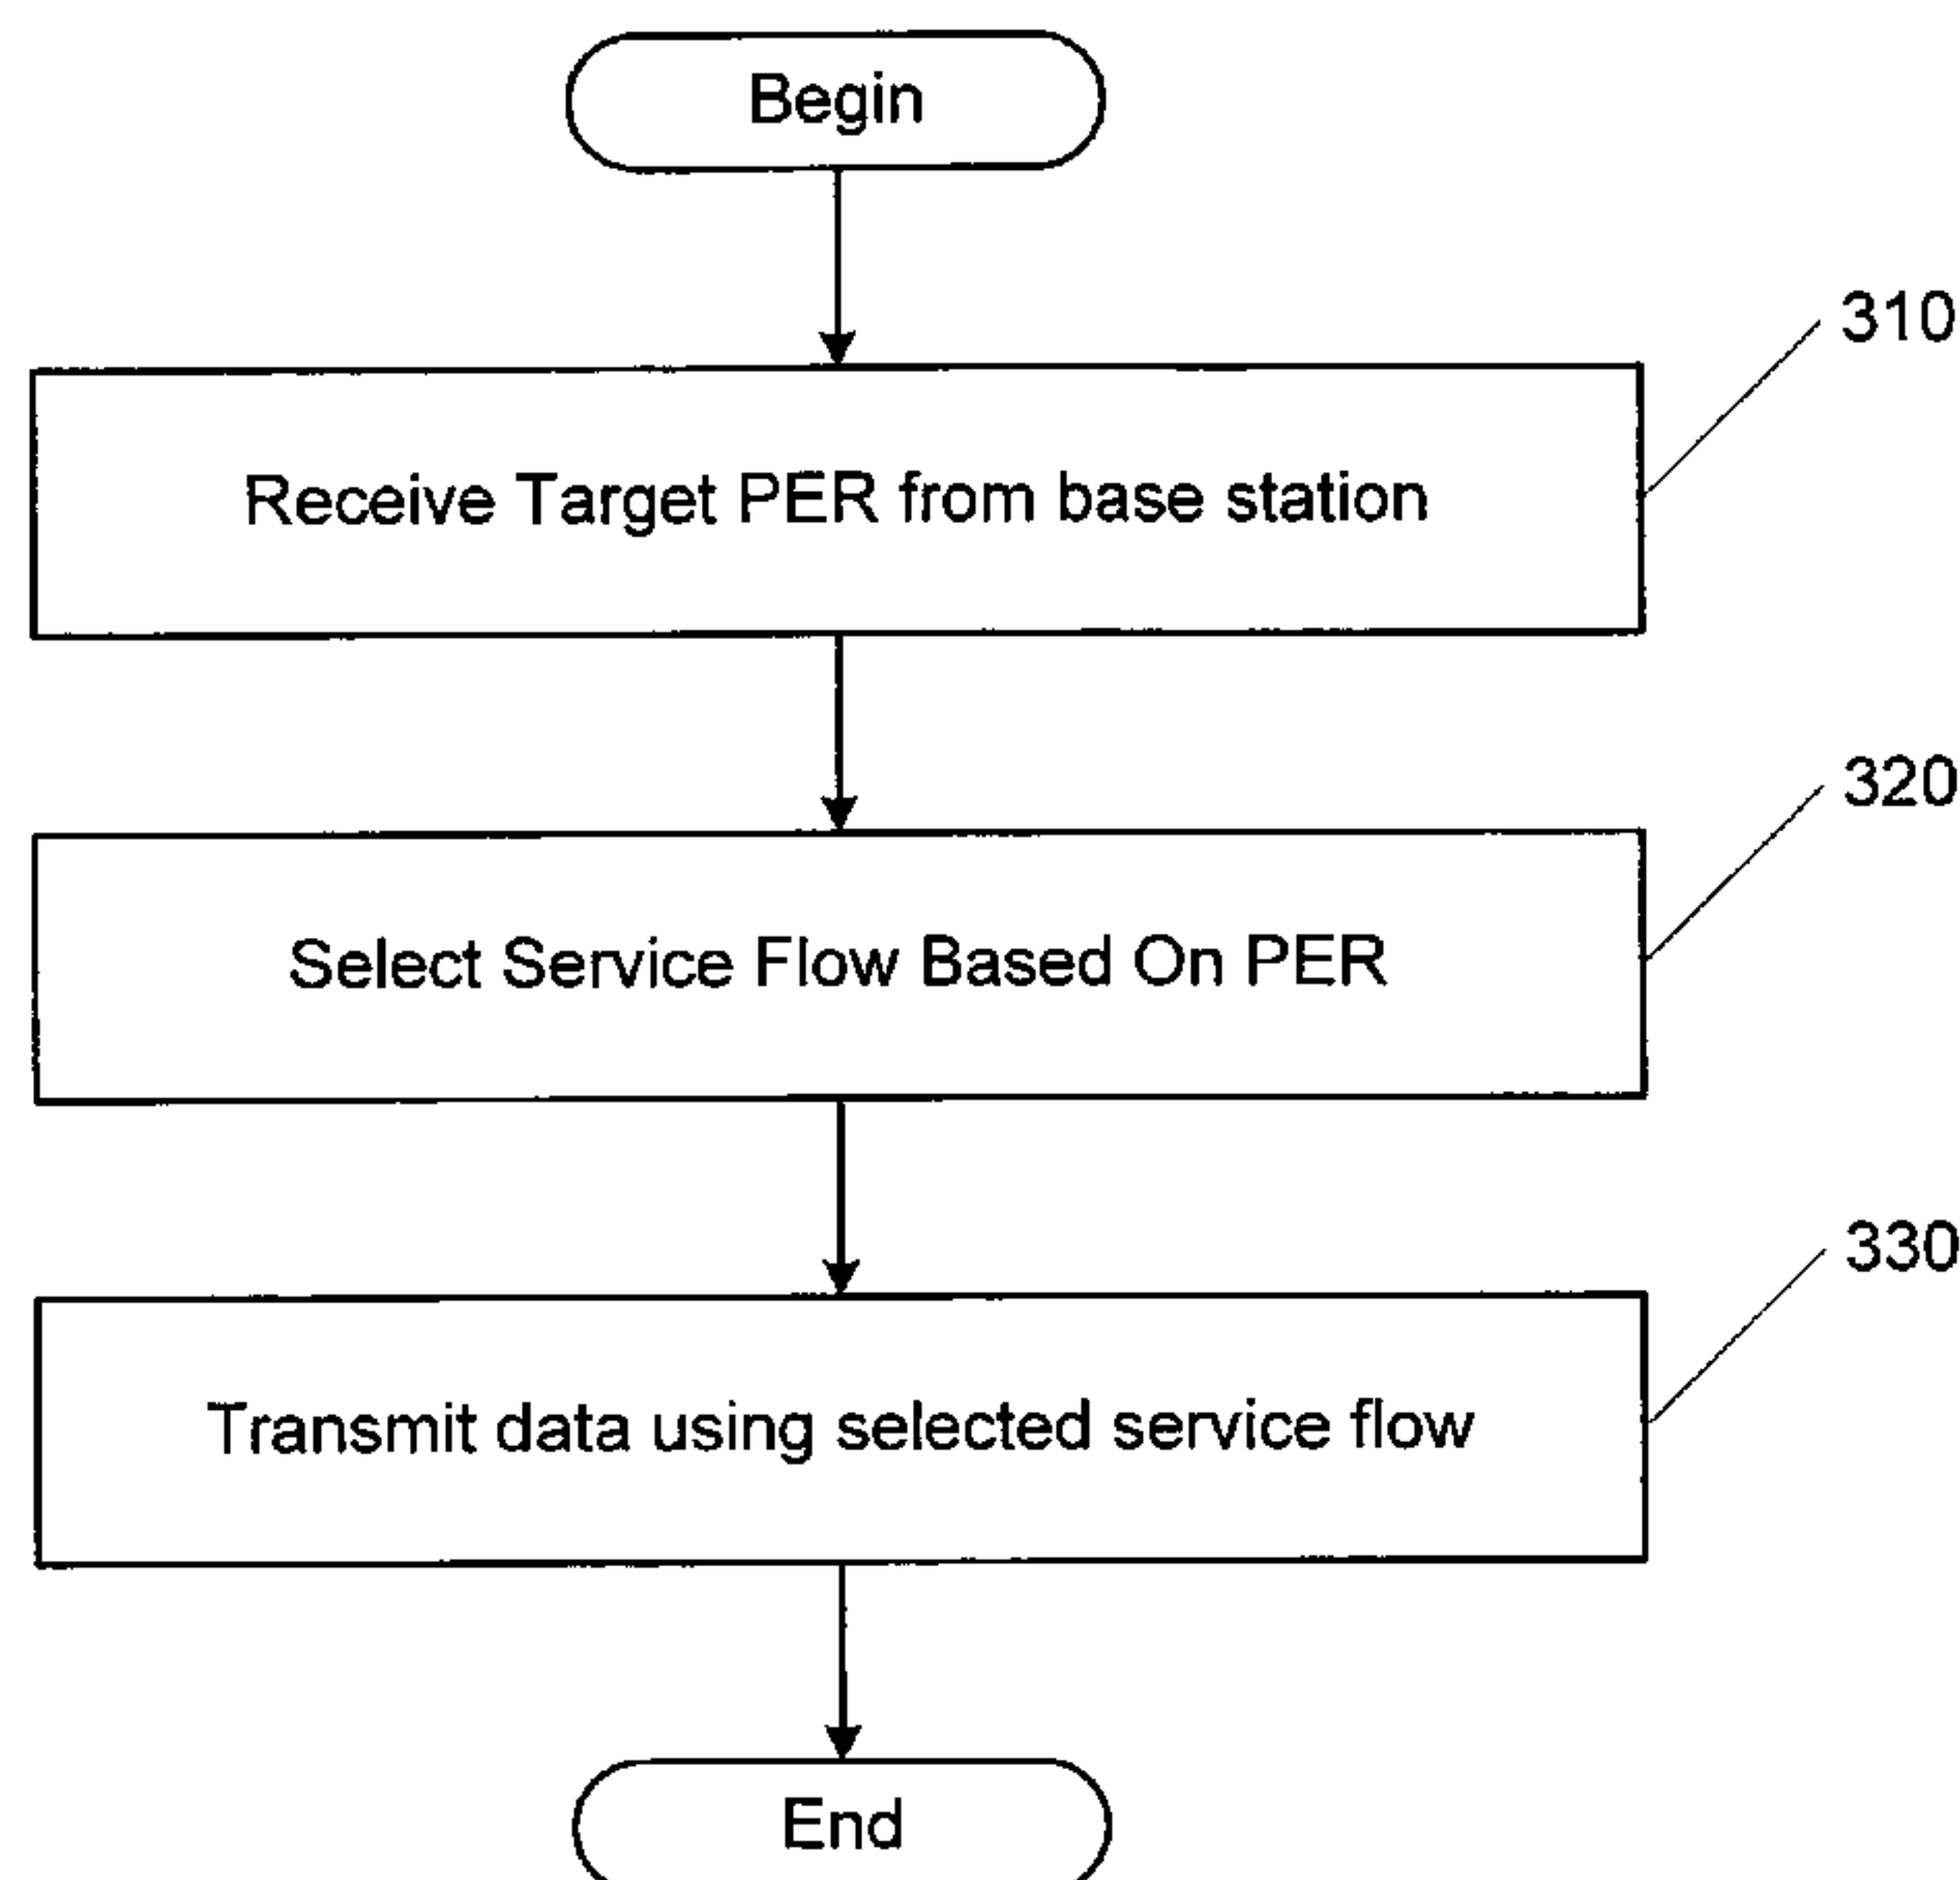 Begin
310
Receive Target PER from base station
320
Select Service Flow Based On PER
330
Transmit data using selected service flow
End